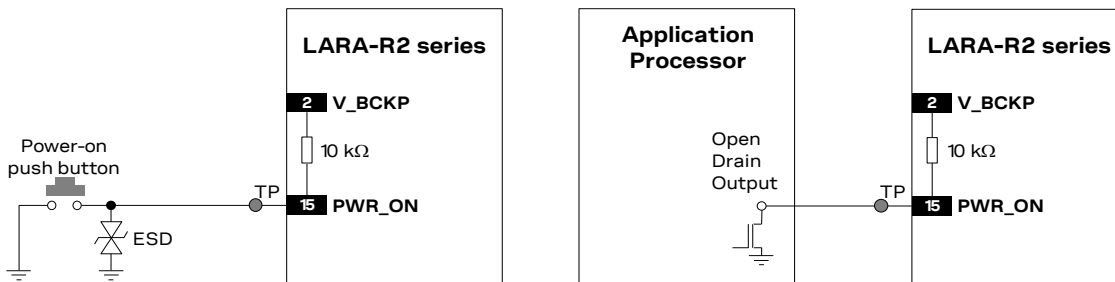 LARA-R2 series
2 V_BCKP
10 kΩ
Power-on
push button
TP
15 PWR_ON
ESD
Application
Processor
Open
Drain
Output
TP
LARA-R2 series
2 V_BCKP
10 kΩ
15 PWR_ON